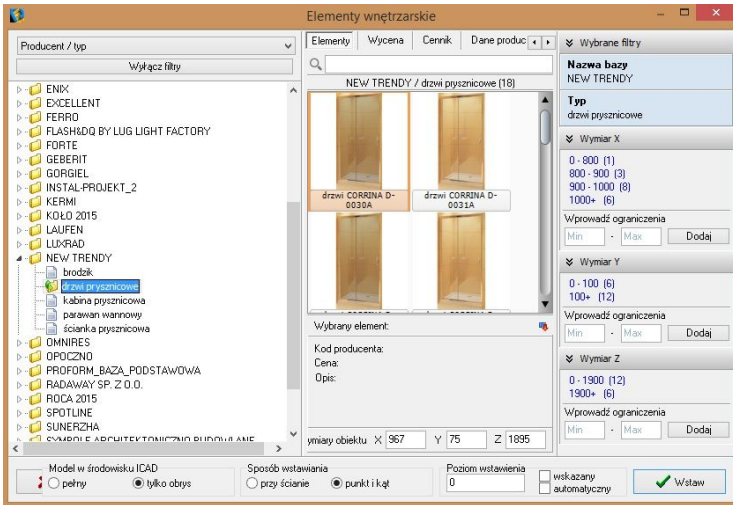 Elementy wnętrzarskie
Producent / typ
Wyłącz filtry
ENIX
EXCELLENT
FERRO
FLASH&DQ BY LUG LIGHT FACTORY
FORTE
GEBERIT
GORGIEL
INSTAL-PROJEKT_2
KERMI
KOŁO 2015
LAUFEN
LUXRAD
NEW TRENDY
brodzik
drzwi prysznicowe
kabina prysznicowa
parawan wannowy
ścianka prysznicowa
OMNIRES
OPOCZNO
PROFORM_BAZA_PODSTAWOWA
RADAWAY SP. Z O.O.
ROCA 2015
SPOTLINE
SUNERZHA
SYMBOLE ARCHITEKTONICZNO BUDOWLANE
Elementy Wycena Cennik Dane produc
NEW TRENDY / drzwi prysznicowe (18)
drzwi CORRINA D-0030A
drzwi CORRINA D-0031A
Wybrany element:
Kod producenta:
Cena:
Opis:
ymiary obiektu X 967 Y 75 Z 1895
Wybrane filtry
Nazwa bazy
NEW TRENDY
Typ
drzwi prysznicowe
Wymiar X
0 - 800 (1)
800 - 900 (3)
900 - 1000 (8)
1000+ (6)
Wprowadź ograniczenia
Min - Max Dodaj
Wymiar Y
0 - 100 (6)
100+ (12)
Wprowadź ograniczenia
Min - Max Dodaj
Wymiar Z
0 - 1900 (12)
1900+ (6)
Wprowadź ograniczenia
Min - Max Dodaj
Model w środowisku ICAD
pełny tylko obrys
Sposób wstawiania
przy ścianie punkt i kąt
Poziom wstawienia
0
wskazany
automatyczny
Wstaw